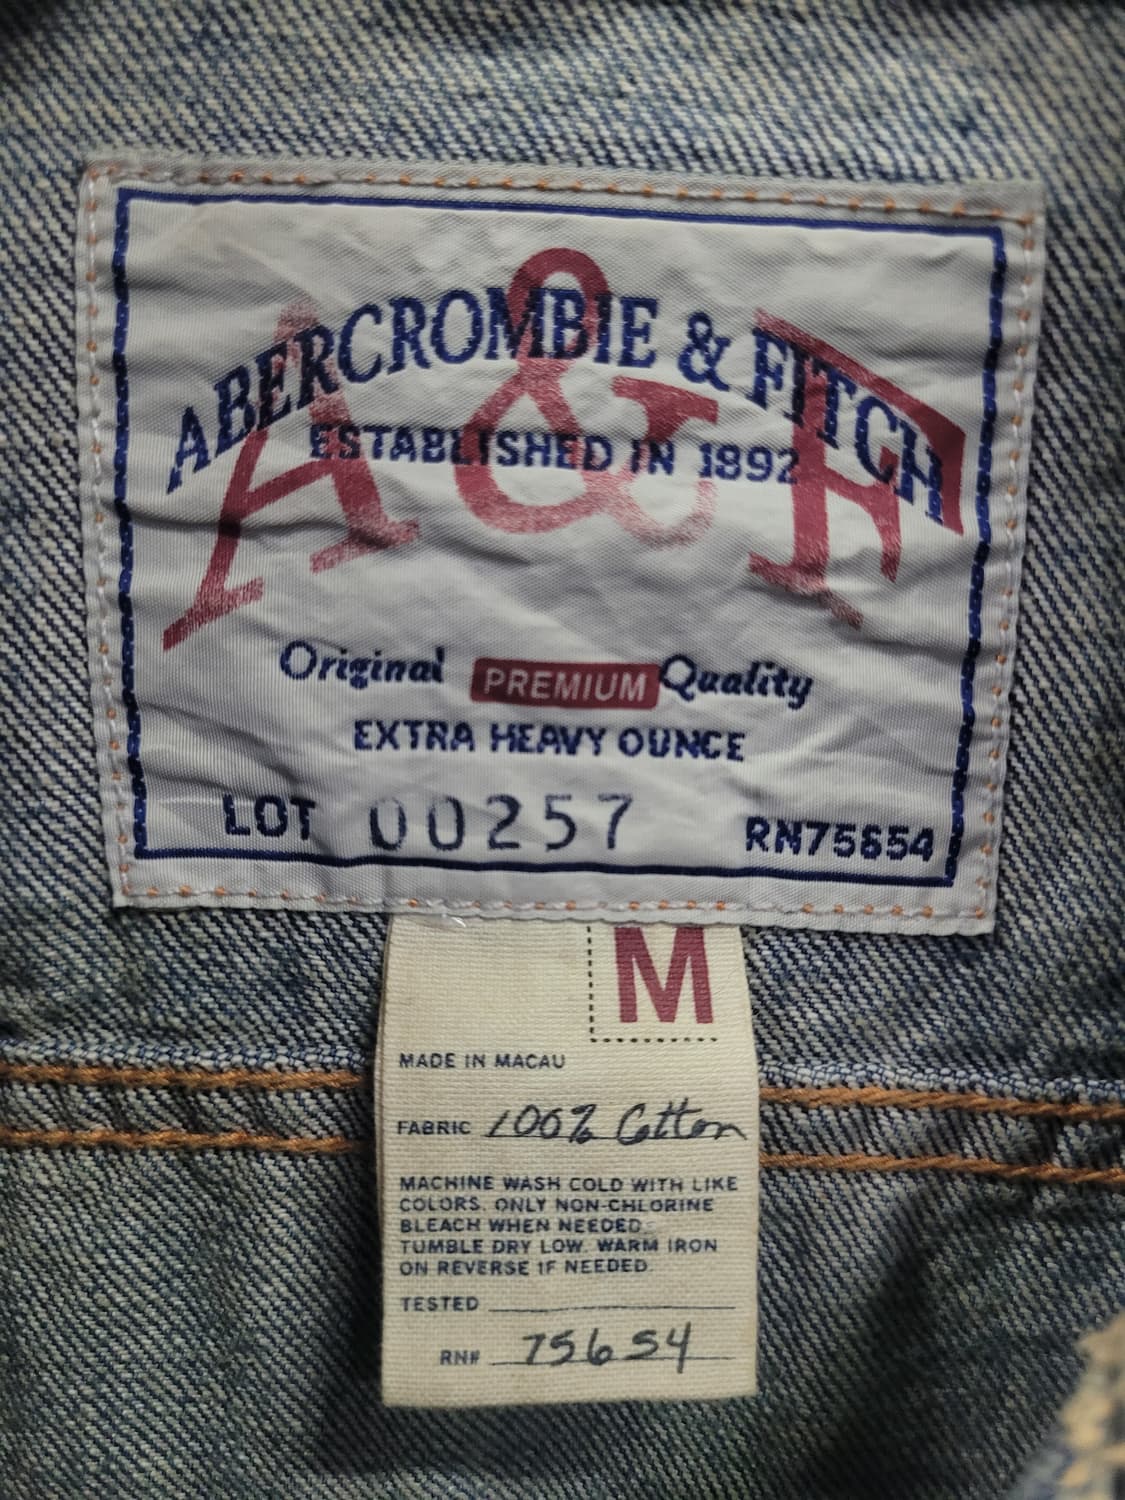 A&F
ABERCROMBIE & FITCH
ESTABLISHED IN 1892
Original PREMIUM Quality
EXTRA HEAVY OUNCE
LOT 00257 RN75654
M
MADE IN MACAU
FABRIC 100% Cotton
MACHINE WASH COLD WITH LIKE
COLORS. ONLY NON-CHLORINE
BLEACH WHEN NEEDED.
TUMBLE DRY LOW. WARM IRON
ON REVERSE IF NEEDED
TESTED
RN# 75654